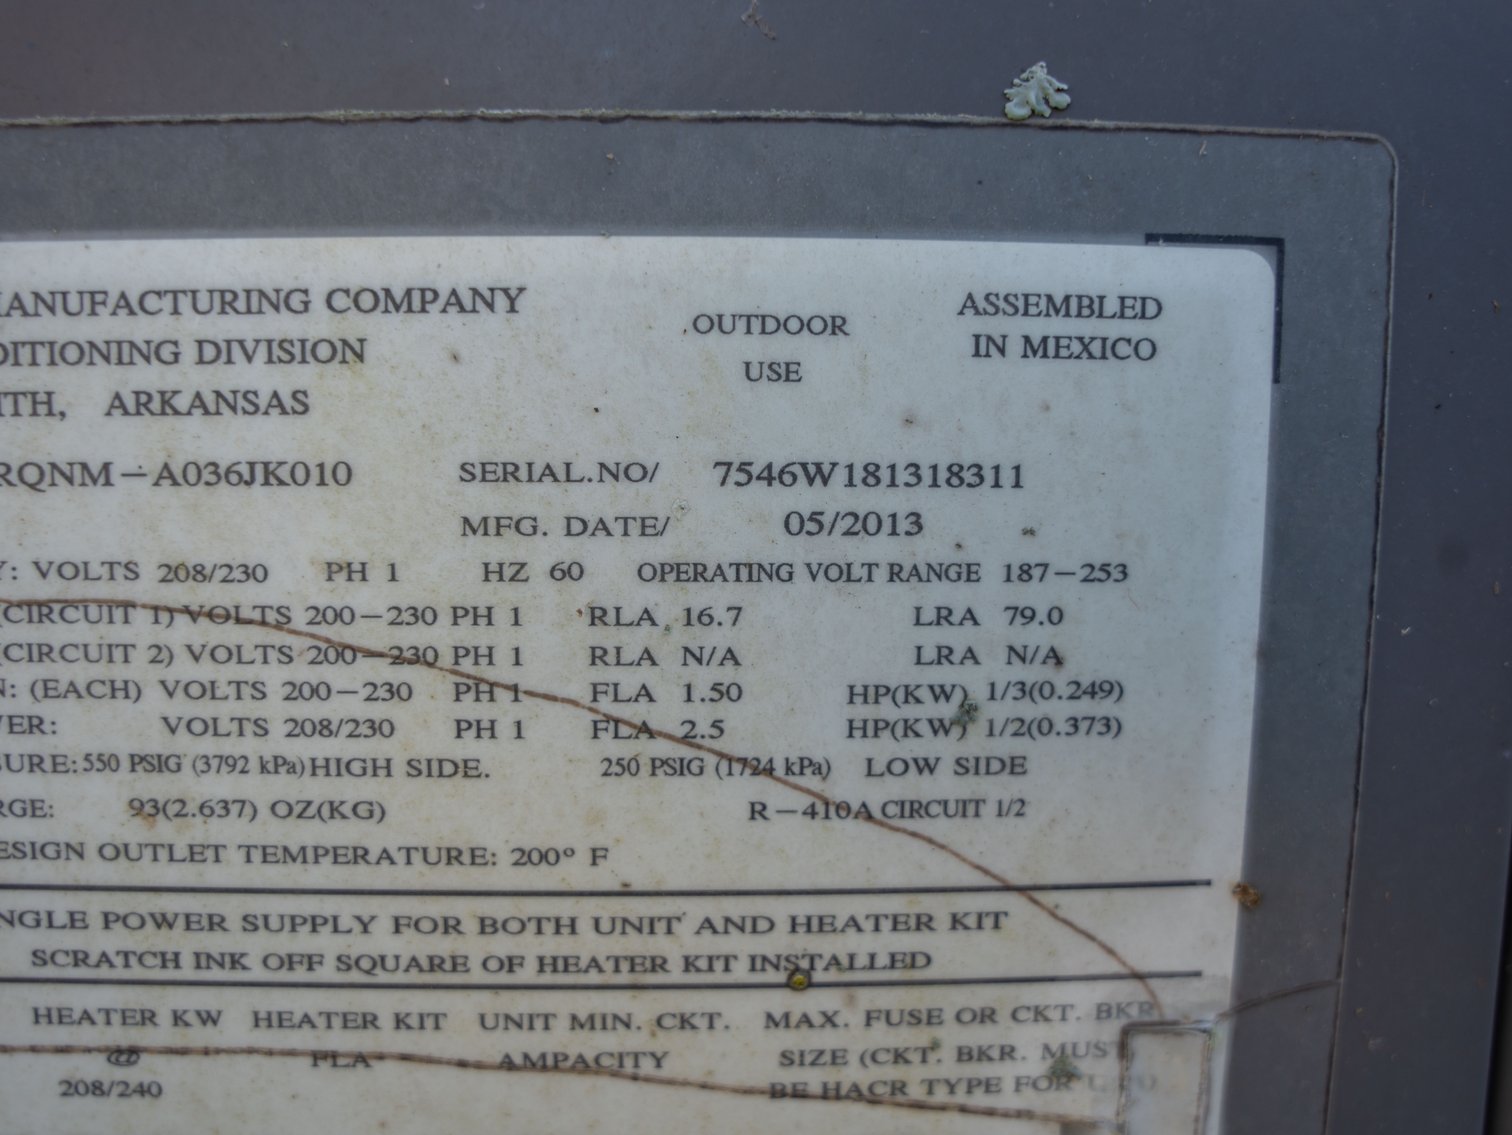 MANUFACTURING COMPANY
DITIONING DIVISION
ITH, ARKANSAS
OUTDOOR
USE
ASSEMBLED
IN MEXICO
RQNM-A036JK010 SERIAL.NO/ 7546W181318311
MFG. DATE/ 05/2013
Y: VOLTS 208/230 PH 1 HZ 60 OPERATING VOLT RANGE 187-253
(CIRCUIT 1) VOLTS 200-230 PH 1 RLA 16.7 LRA 79.0
(CIRCUIT 2) VOLTS 200-230 PH 1 RLA N/A LRA N/A
N: (EACH) VOLTS 200-230 PH 1 FLA 1.50 HP(KW) 1/3(0.249)
VER: VOLTS 208/230 PH 1 FLA 2.5 HP(KW) 1/2(0.373)
SURE: 550 PSIG (3792 kPa) HIGH SIDE. 250 PSIG (1724 kPa) LOW SIDE
RGE: 93(2.637) OZ(KG) R-410A CIRCUIT 1/2
ESIGN OUTLET TEMPERATURE: 200° F
NGLE POWER SUPPLY FOR BOTH UNIT AND HEATER KIT
SCRATCH INK OFF SQUARE OF HEATER KIT INSTALLED
HEATER KW HEATER KIT UNIT MIN. CKT. MAX. FUSE OR CKT. BKR
@ FLA AMPACITY SIZE (CKT. BKR. MUST
208/240 BE HACR TYPE FOR